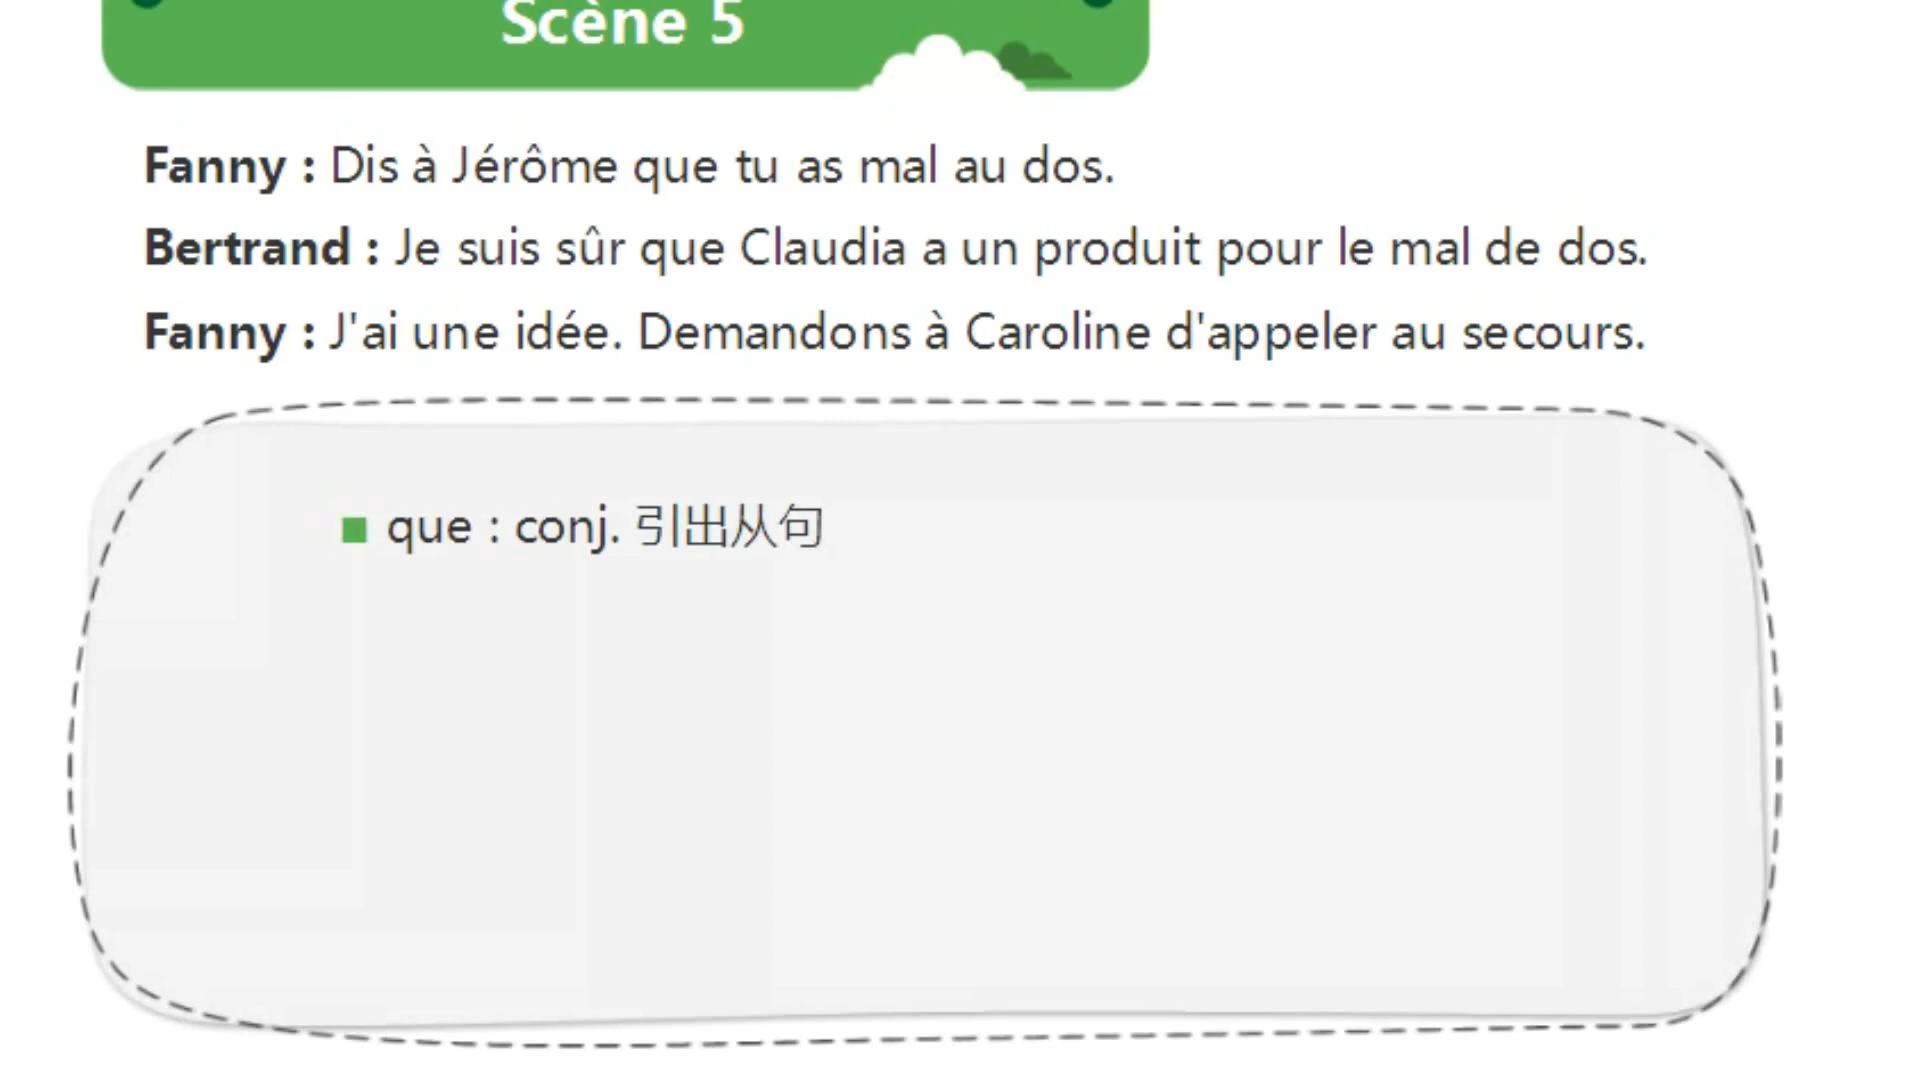 Scène 5
Fanny : Dis à Jérôme que tu as mal au dos.
Bertrand : Je suis sûr que Claudia a un produit pour le mal de dos.
Fanny : J'ai une idée. Demandons à Caroline d'appeler au secours.
que : conj. 引出从句